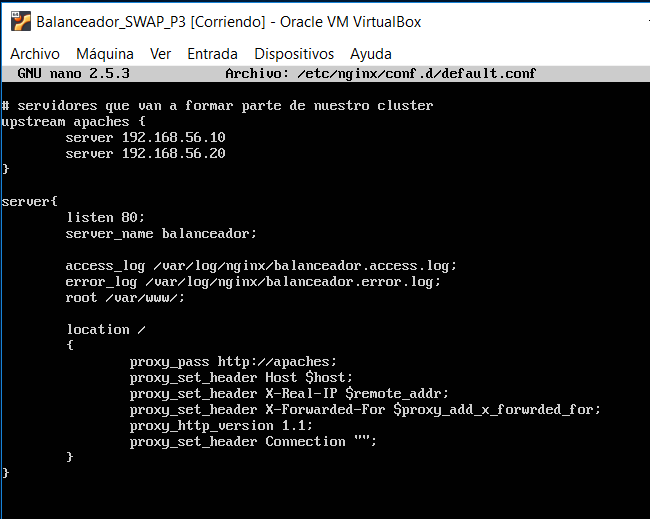 Balanceador_SWAP_P3 [Corriendo] - Oracle VM VirtualBox
Archivo Máquina Ver Entrada Dispositivos Ayuda
GNU nano 2.5.3 Archivo: /etc/nginx/conf.d/default.conf
# servidores que van a formar parte de nuestro cluster
upstream apaches {
server 192.168.56.10
server 192.168.56.20
}
server{
listen 80;
server_name balanceador;
access_log /var/log/nginx/balanceador.access.log;
error_log /var/log/nginx/balanceador.error.log;
root /var/www/;
location /
{
proxy_pass http://apaches;
proxy_set_header Host $host;
proxy_set_header X-Real-IP $remote_addr;
proxy_set_header X-Forwarded-For $proxy_add_x_forwrded_for;
proxy_http_version 1.1;
proxy_set_header Connection "";
}
}